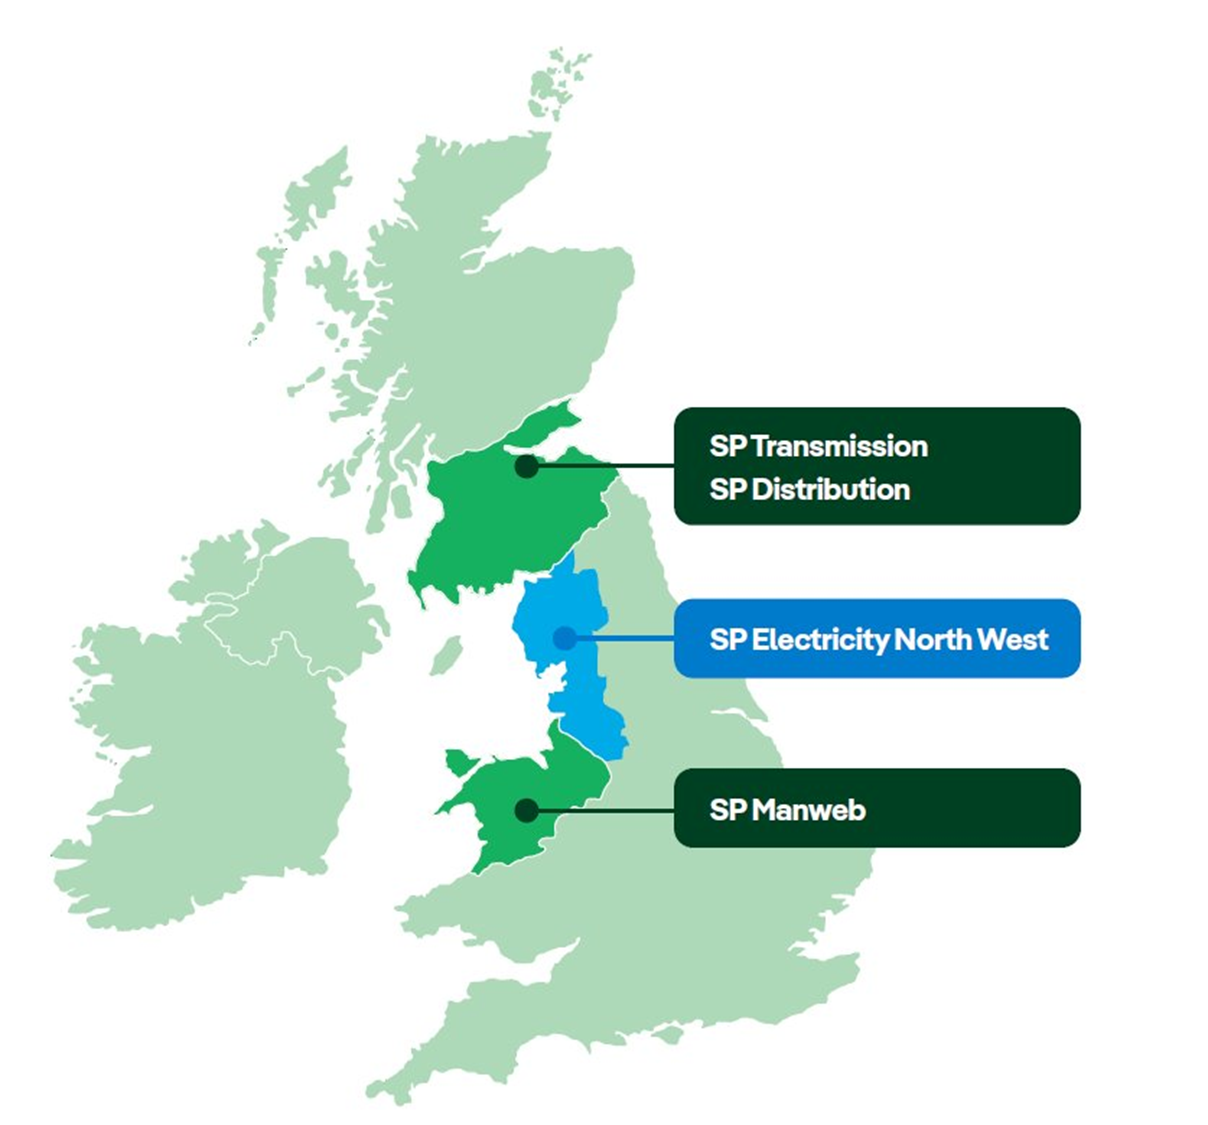 SP Transmission
SP Distribution
SP Electricity North West
SP Manweb